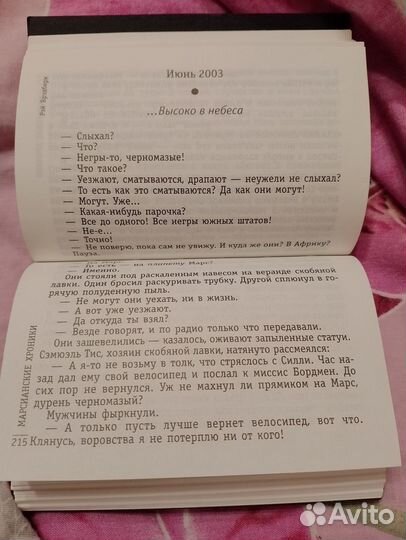 Рэй Брэдбери
Июнь 2003
...Высоко в небеса
— Слыхал?
— Что?
— Негры-то, черномазые!
— Что такое?
— Уезжают, сматываются, драпают — неужели не слыхал?
— То есть как это сматываются? Да как они могут!
— Могут. Уже...
— Какая-нибудь парочка?
— Все до одного! Все негры южных штатов!
— Не-е...
— Точно!
— Не поверю, пока сам не увижу. И куда же они? В Африку?
Пауза.
— То есть на планету Марс?
— Именно.
Они стояли под раскаленным навесом на веранде скобяной
лавки. Один бросил раскуривать трубку. Другой сплюнул в го-
рячую полуденную пыль.
— Не могут они уехать, ни в жизнь.
— А вот уже уезжают.
— Да откуда ты взял?
— Везде говорят, и по радио только что передавали.
Они зашевелились — казалось, оживают запыленные статуи.
Сэмюэль Тис, хозяин скобяной лавки, натянуто рассмеялся:
— А я-то не возьму в толк, что стряслось с Силли. Час на-
зад дал ему свой велосипед и послал к миссис Бордмен. До
сих пор не вернулся. Уж не махнул ли прямиком на Марс,
дурень черномазый?
Мужчины фыркнули.
— А только пусть лучше вернет велосипед, вот что.
Клянусь, воровства я не потерплю ни от кого!
МАРСИАНСКИЕ ХРОНИКИ
215
Avito